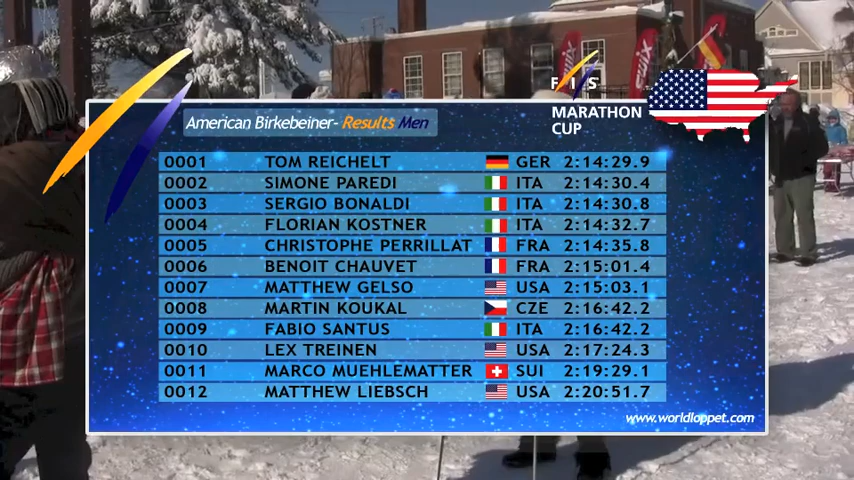 swix
swix
F I S
MARATHON
CUP
American Birkebeiner- Results Men
0001 TOM REICHELT GER 2:14:29.9
0002 SIMONE PAREDI ITA 2:14:30.4
0003 SERGIO BONALDI ITA 2:14:30.8
0004 FLORIAN KOSTNER ITA 2:14:32.7
0005 CHRISTOPHE PERRILLAT FRA 2:14:35.8
0006 BENOIT CHAUVET FRA 2:15:01.4
0007 MATTHEW GELSO USA 2:15:03.1
0008 MARTIN KOUKAL CZE 2:16:42.2
0009 FABIO SANTUS ITA 2:16:42.2
0010 LEX TREINEN USA 2:17:24.3
0011 MARCO MUEHLEMATTER SUI 2:19:29.1
0012 MATTHEW LIEBSCH USA 2:20:51.7
www.worldloppet.com